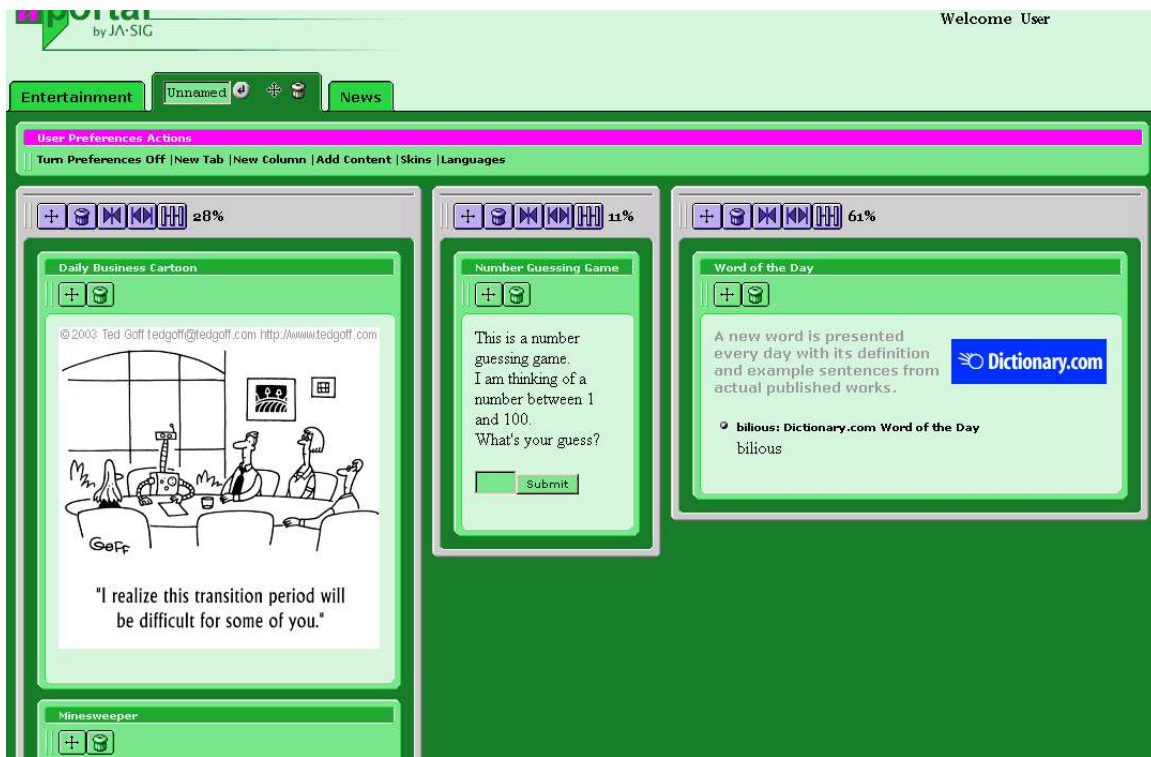 portal
by JA·SIG
Welcome User
Entertainment
Unnamed
News
User Preferences Actions
Turn Preferences Off |New Tab |New Column |Add Content |Skins |Languages
28%
11%
61%
Daily Business Cartoon
© 2003 Ted Goff tedgoff@tedgoff.com http://www.tedgoff.com
GOFF
"I realize this transition period will
be difficult for some of you."
Minesweeper
Number Guessing Game
This is a number
guessing game.
I am thinking of a
number between 1
and 100.
What's your guess?
Submit
Word of the Day
A new word is presented
every day with its definition
and example sentences from
actual published works.
Dictionary.com
bilious: Dictionary.com Word of the Day
bilious